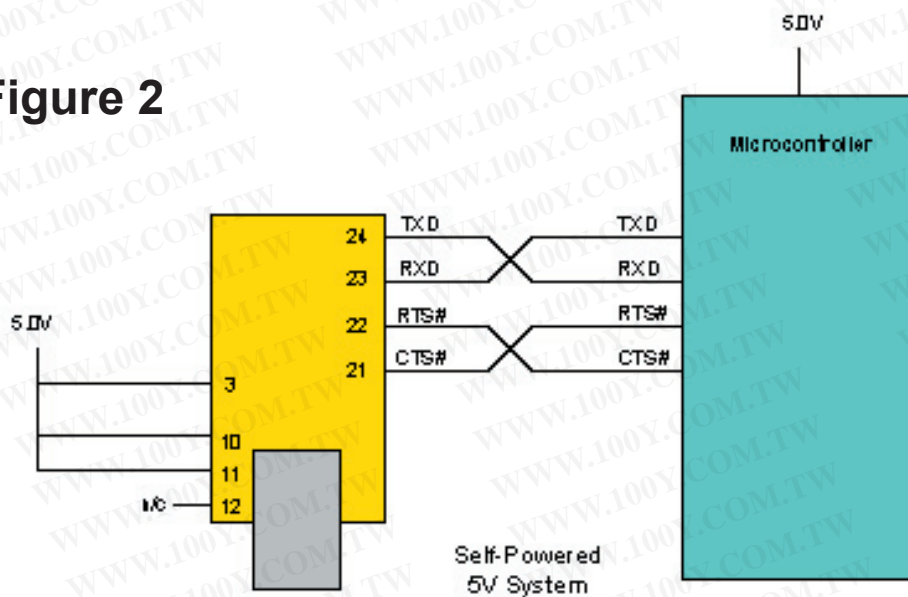 5.0V
Figure 2
Microcontroller
24 TXD TXD
23 RXD RXD
22 RTS# RTS#
21 CTS# CTS#
5.0V
3
10
11
N/C 12
Self-Powered
5V System
WWW.100Y.COM.TW